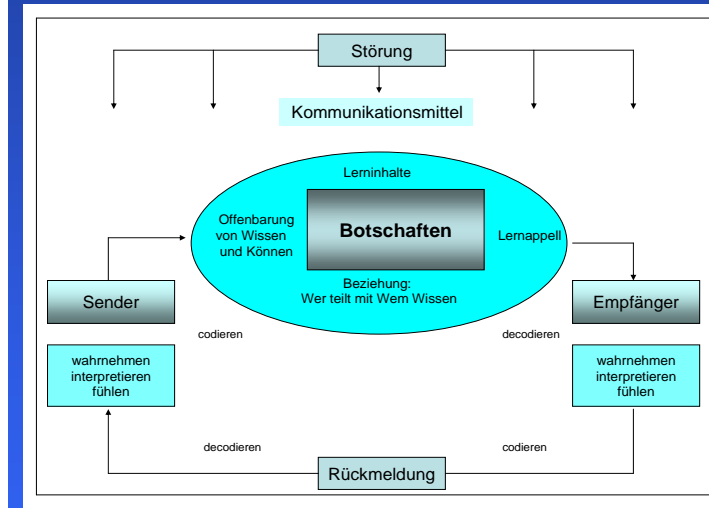 Störung
Kommunikationsmittel
Lerninhalte
Offenbarung
von Wissen
und Können
Botschaften
Lernappell
Beziehung:
Wer teilt mit Wem Wissen
Sender
Empfänger
codieren
decodieren
wahrnehmen
interpretieren
fühlen
wahrnehmen
interpretieren
fühlen
decodieren
codieren
Rückmeldung